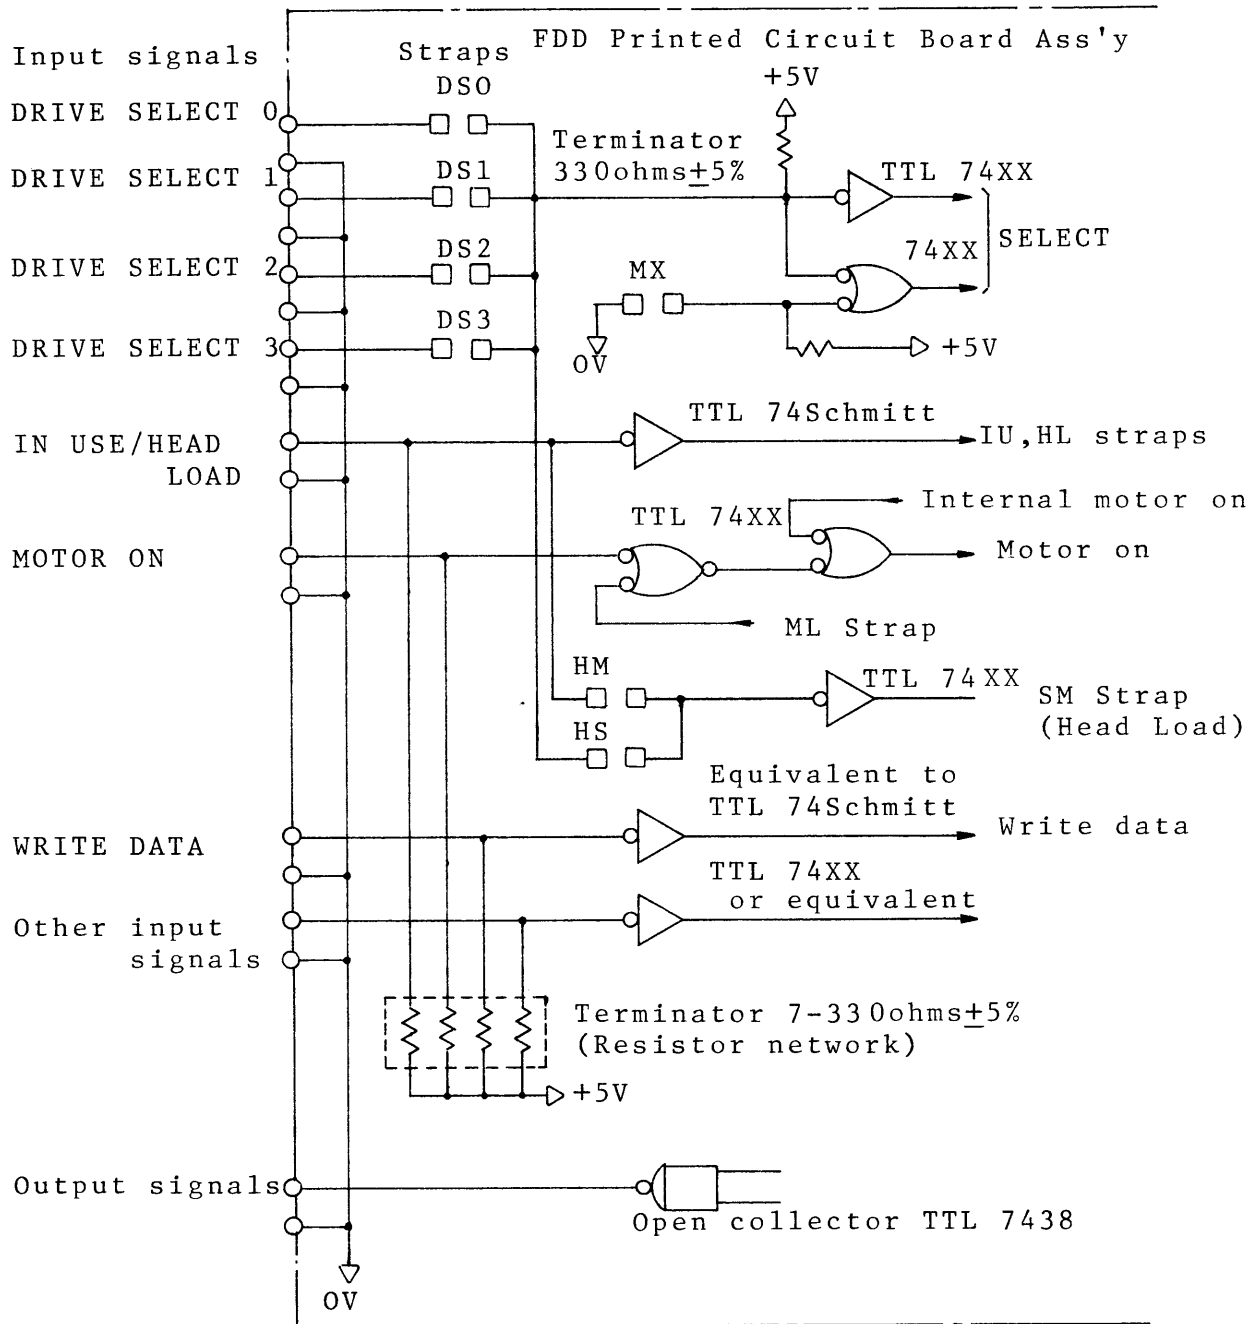 FDD Printed Circuit Board Ass'y
Input signals
Straps
+5V
DS0
DRIVE SELECT 0
Terminator
330ohms±5%
DS1
TTL 74XX
DRIVE SELECT 1
SELECT
74XX
DS2
DRIVE SELECT 2
MX
DS3
DRIVE SELECT 3
0V
+5V
TTL 74Schmitt
IN USE/HEAD
LOAD
IU,HL straps
Internal motor on
TTL 74XX
MOTOR ON
Motor on
ML Strap
HM
TTL 74XX
SM Strap
(Head Load)
HS
Equivalent to
TTL 74Schmitt
Write data
WRITE DATA
TTL 74XX
or equivalent
Other input
signals
Terminator 7-330ohms±5%
(Resistor network)
+5V
Output signals
Open collector TTL 7438
0V